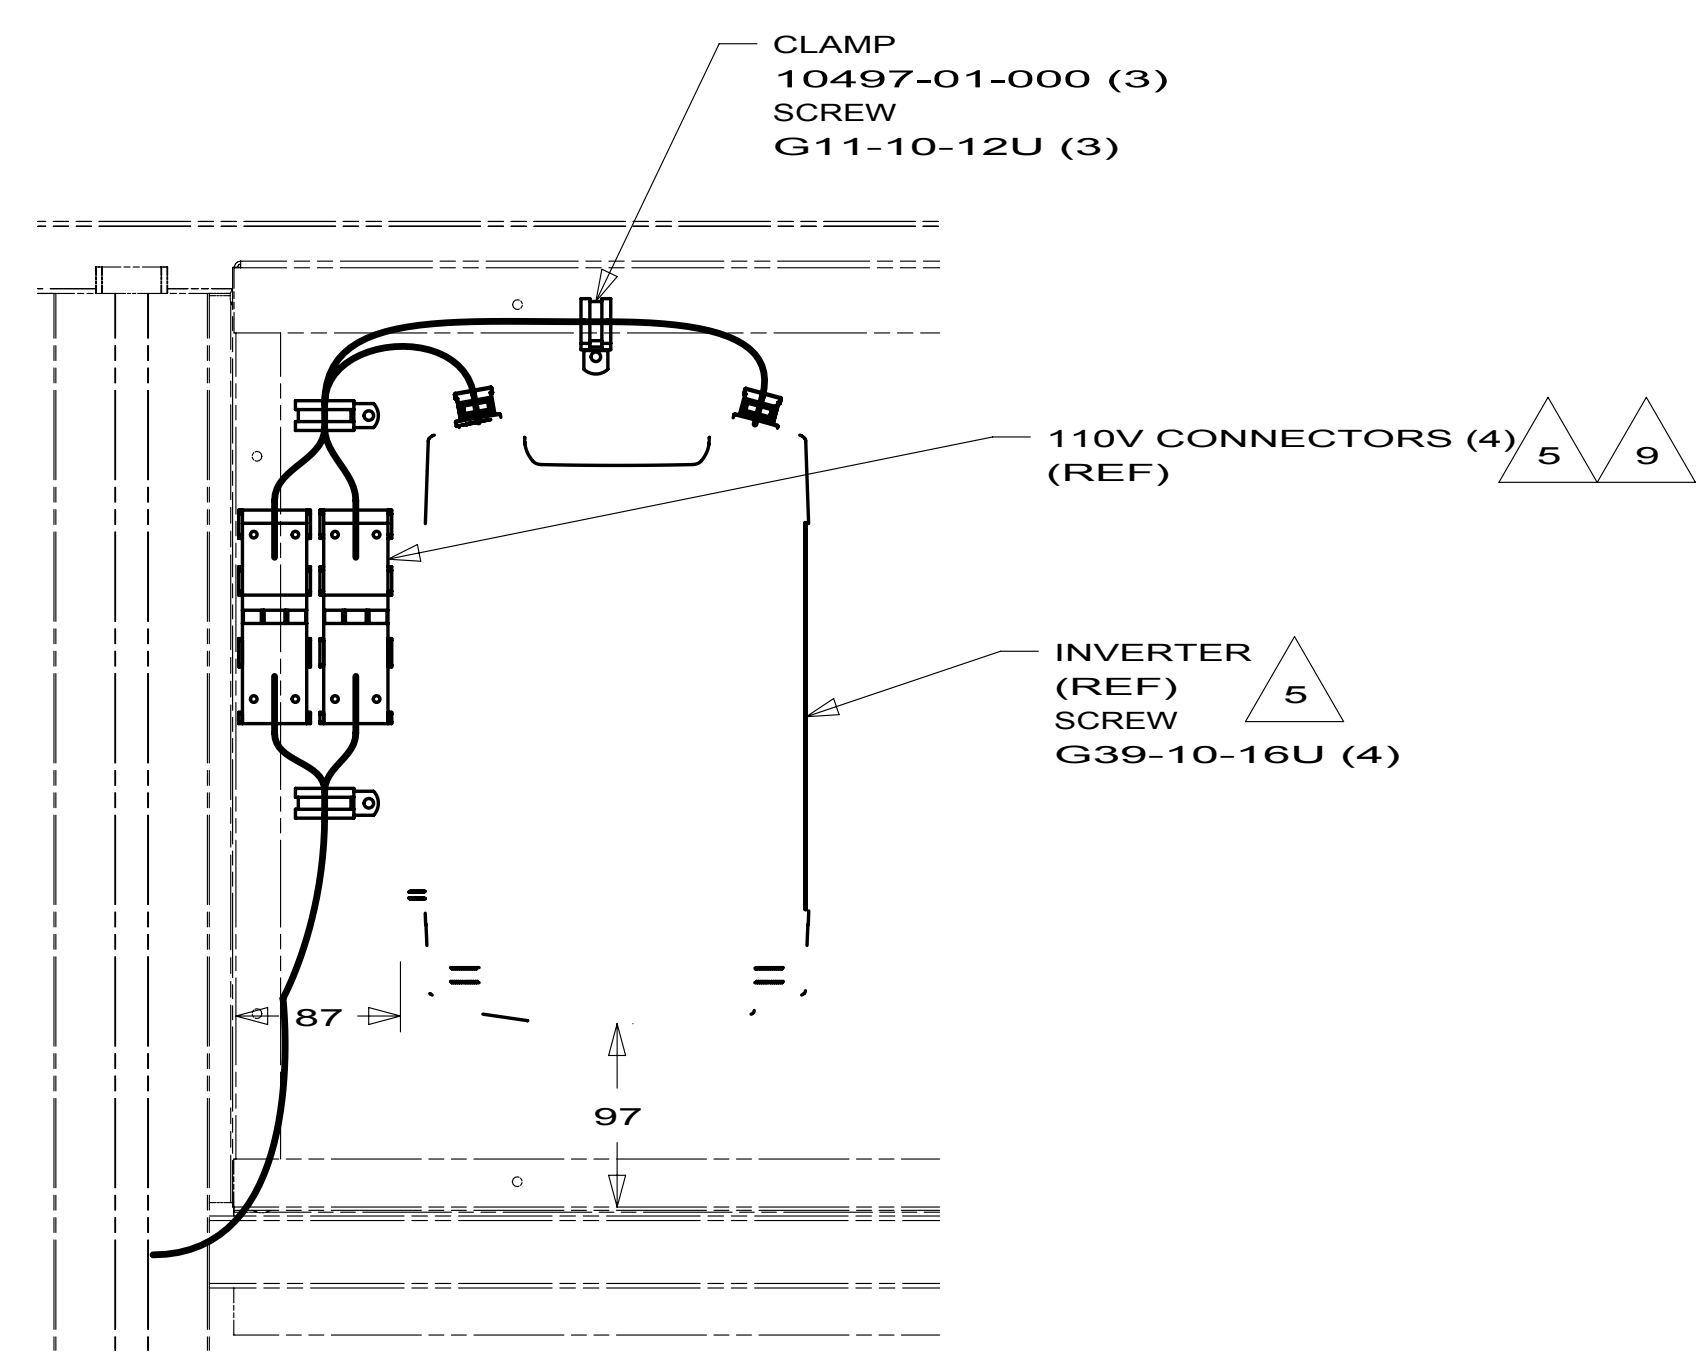 CLAMP
10497-01-000 (3)
SCREW
G11-10-12U (3)
110V CONNECTORS (4) 5 9
(REF)
INVERTER
(REF) 5
SCREW
G39-10-16U (4)
87
97